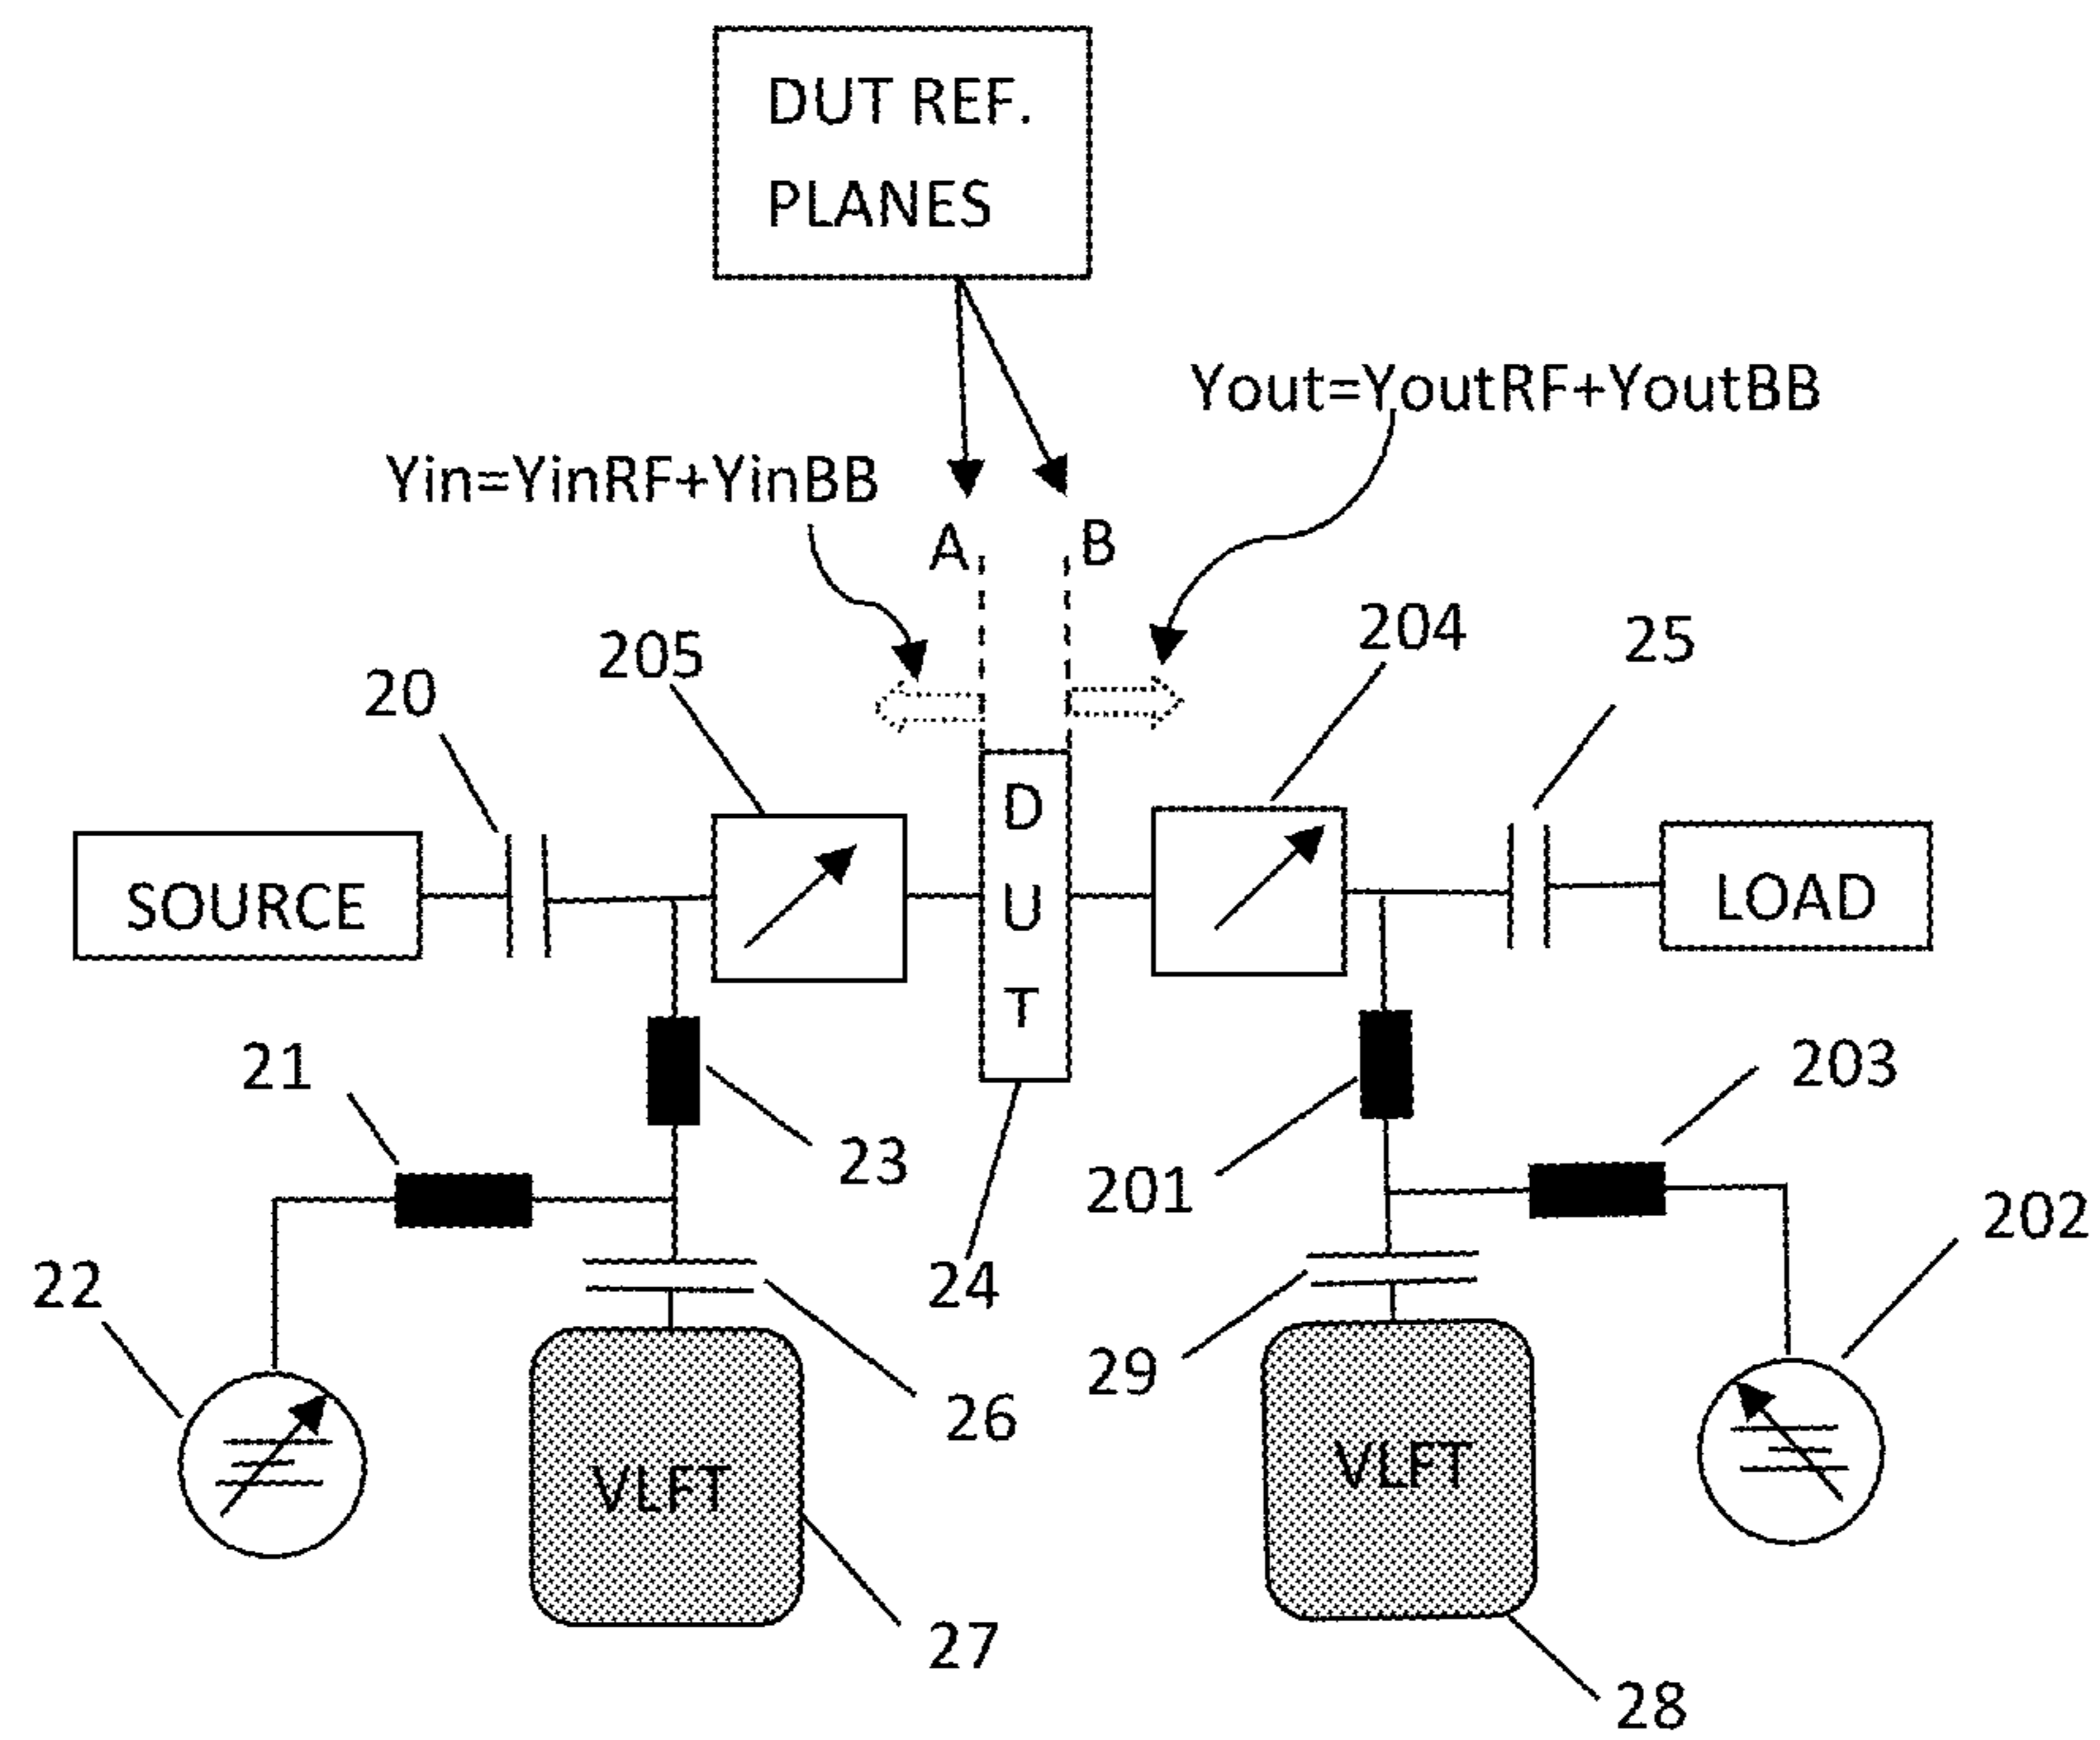 DUT REF.
PLANES
Yout=YoutRF+YoutBB
Yin=YinRF+YinBB
A
B
204
25
205
20
D
U
T
SOURCE
LOAD
21
203
23
201
202
22
24
29
26
VLFT
VLFT
27
28